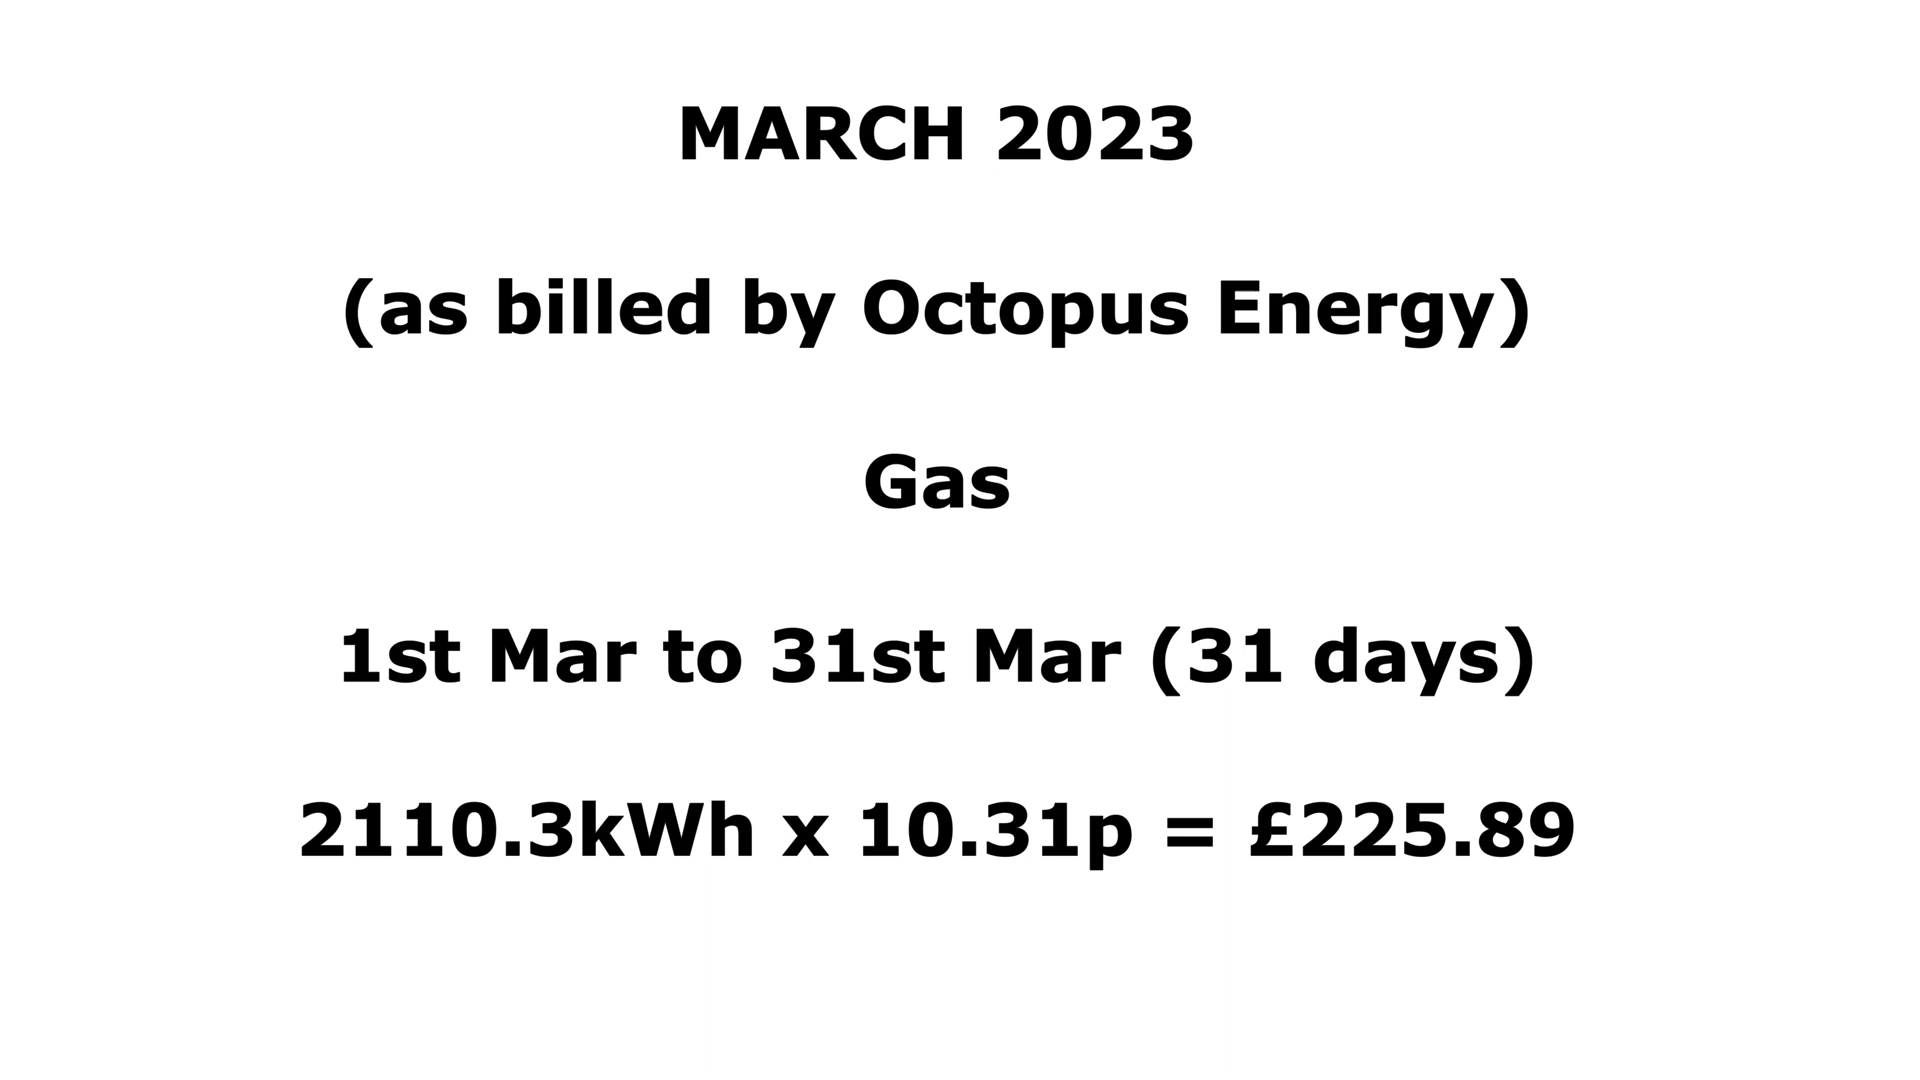 MARCH 2023
(as billed by Octopus Energy)
Gas
1st Mar to 31st Mar (31 days)
2110.3kWh x 10.31p = £225.89